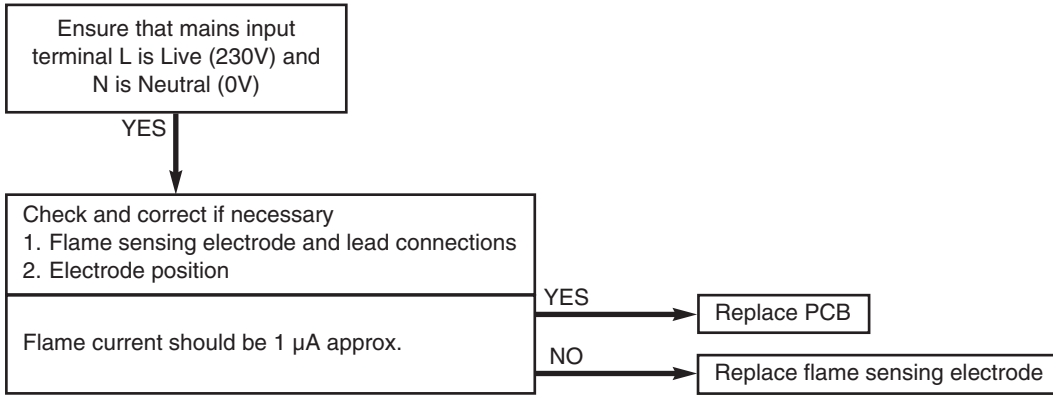 Ensure that mains input
terminal L is Live (230V) and
N is Neutral (0V)
YES
Check and correct if necessary
1. Flame sensing electrode and lead connections
2. Electrode position
Flame current should be 1 μA approx.
YES
Replace PCB
NO
Replace flame sensing electrode